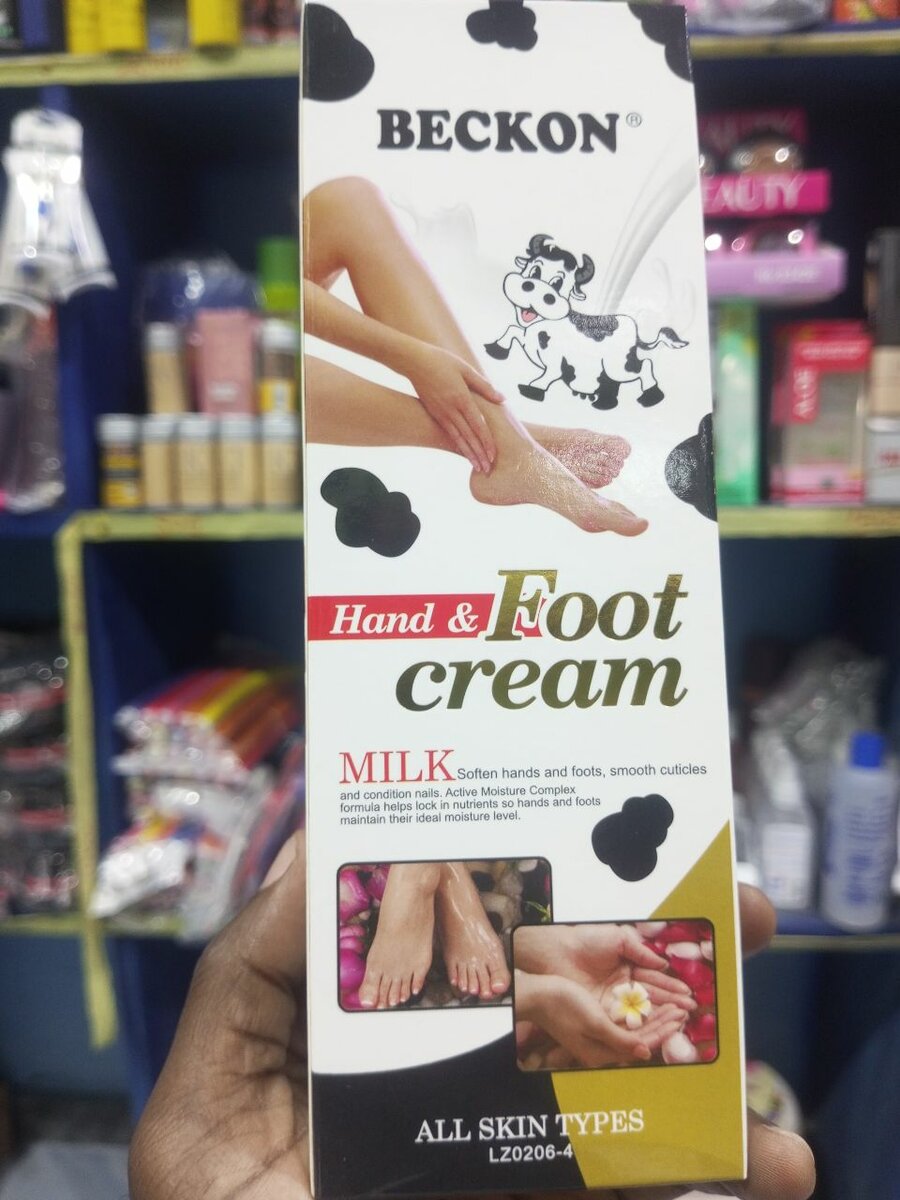 BECKON®
Hand & Foot
cream
MILK Soften hands and foots, smooth cuticles
and condition nails. Active Moisture Complex
formula helps lock in nutrients so hands and foots
maintain their ideal moisture level.
ALL SKIN TYPES
LZ0206-4
EAUTY